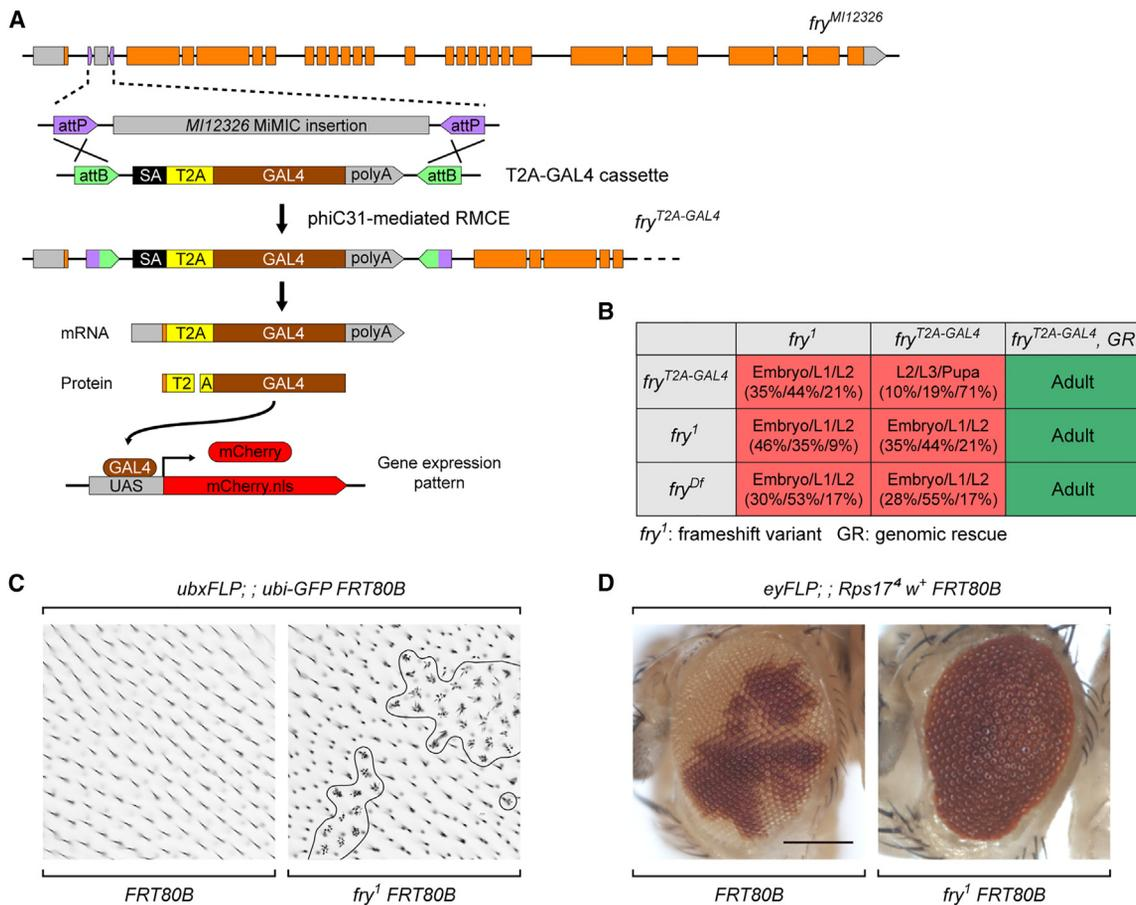 A
fry^MI12326
attP
MI12326 MiMIC insertion
attP
attB
SA
T2A
GAL4
polyA
attB
T2A-GAL4 cassette
phiC31-mediated RMCE
fry^T2A-GAL4
SA
T2A
GAL4
polyA
mRNA
T2A
GAL4
polyA
Protein
T2
A
GAL4
GAL4
UAS
mCherry
mCherry.nls
Gene expression
pattern
B
fry^1
fry^T2A-GAL4
fry^T2A-GAL4, GR
fry^T2A-GAL4
Embryo/L1/L2
(35%/44%/21%)
L2/L3/Pupa
(10%/19%/71%)
Adult
fry^1
Embryo/L1/L2
(46%/35%/9%)
Embryo/L1/L2
(35%/44%/21%)
Adult
fry^Df
Embryo/L1/L2
(30%/53%/17%)
Embryo/L1/L2
(28%/55%/17%)
Adult
fry^1: frameshift variant GR: genomic rescue
C
ubxFLP; ; ubi-GFP FRT80B
FRT80B
fry^1 FRT80B
D
eyFLP; ; Rps17^4 w^+ FRT80B
FRT80B
fry^1 FRT80B